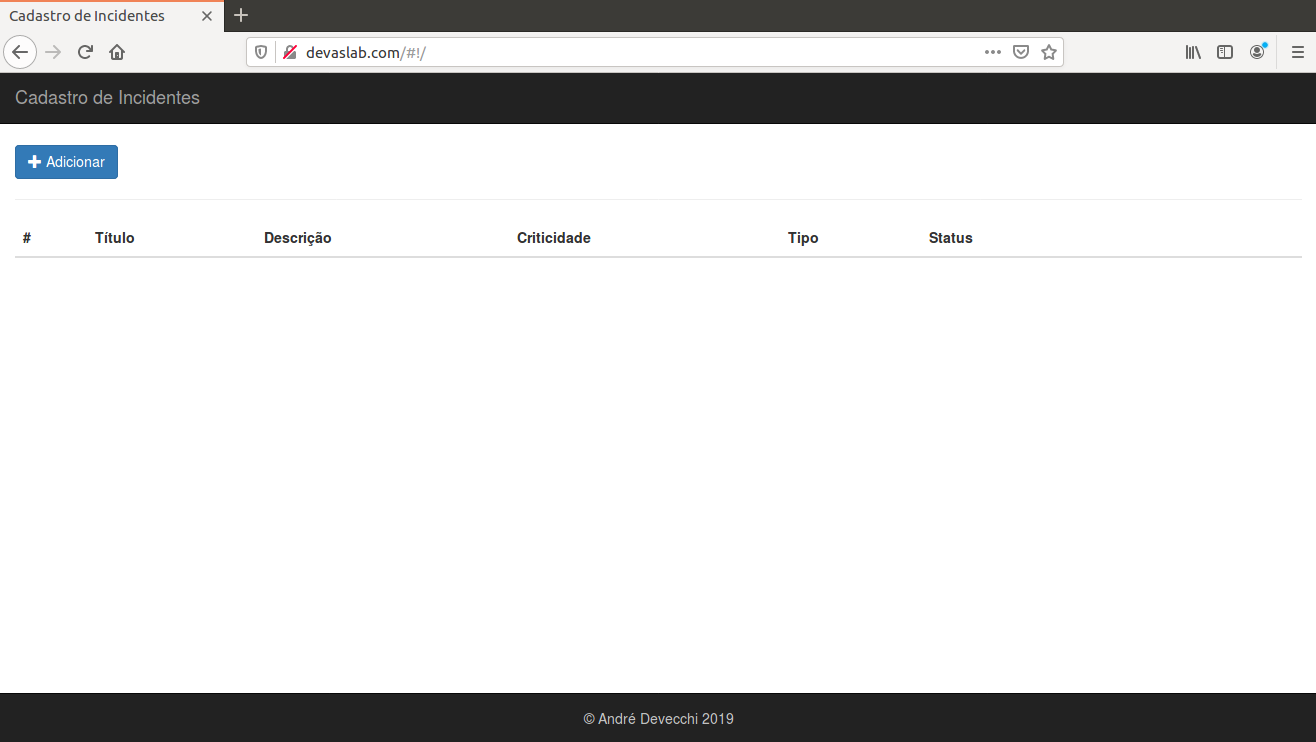 Cadastro de Incidentes
devaslab.com/#!/
Cadastro de Incidentes
Adicionar
# Título Descrição Criticidade Tipo Status
© André Devecchi 2019